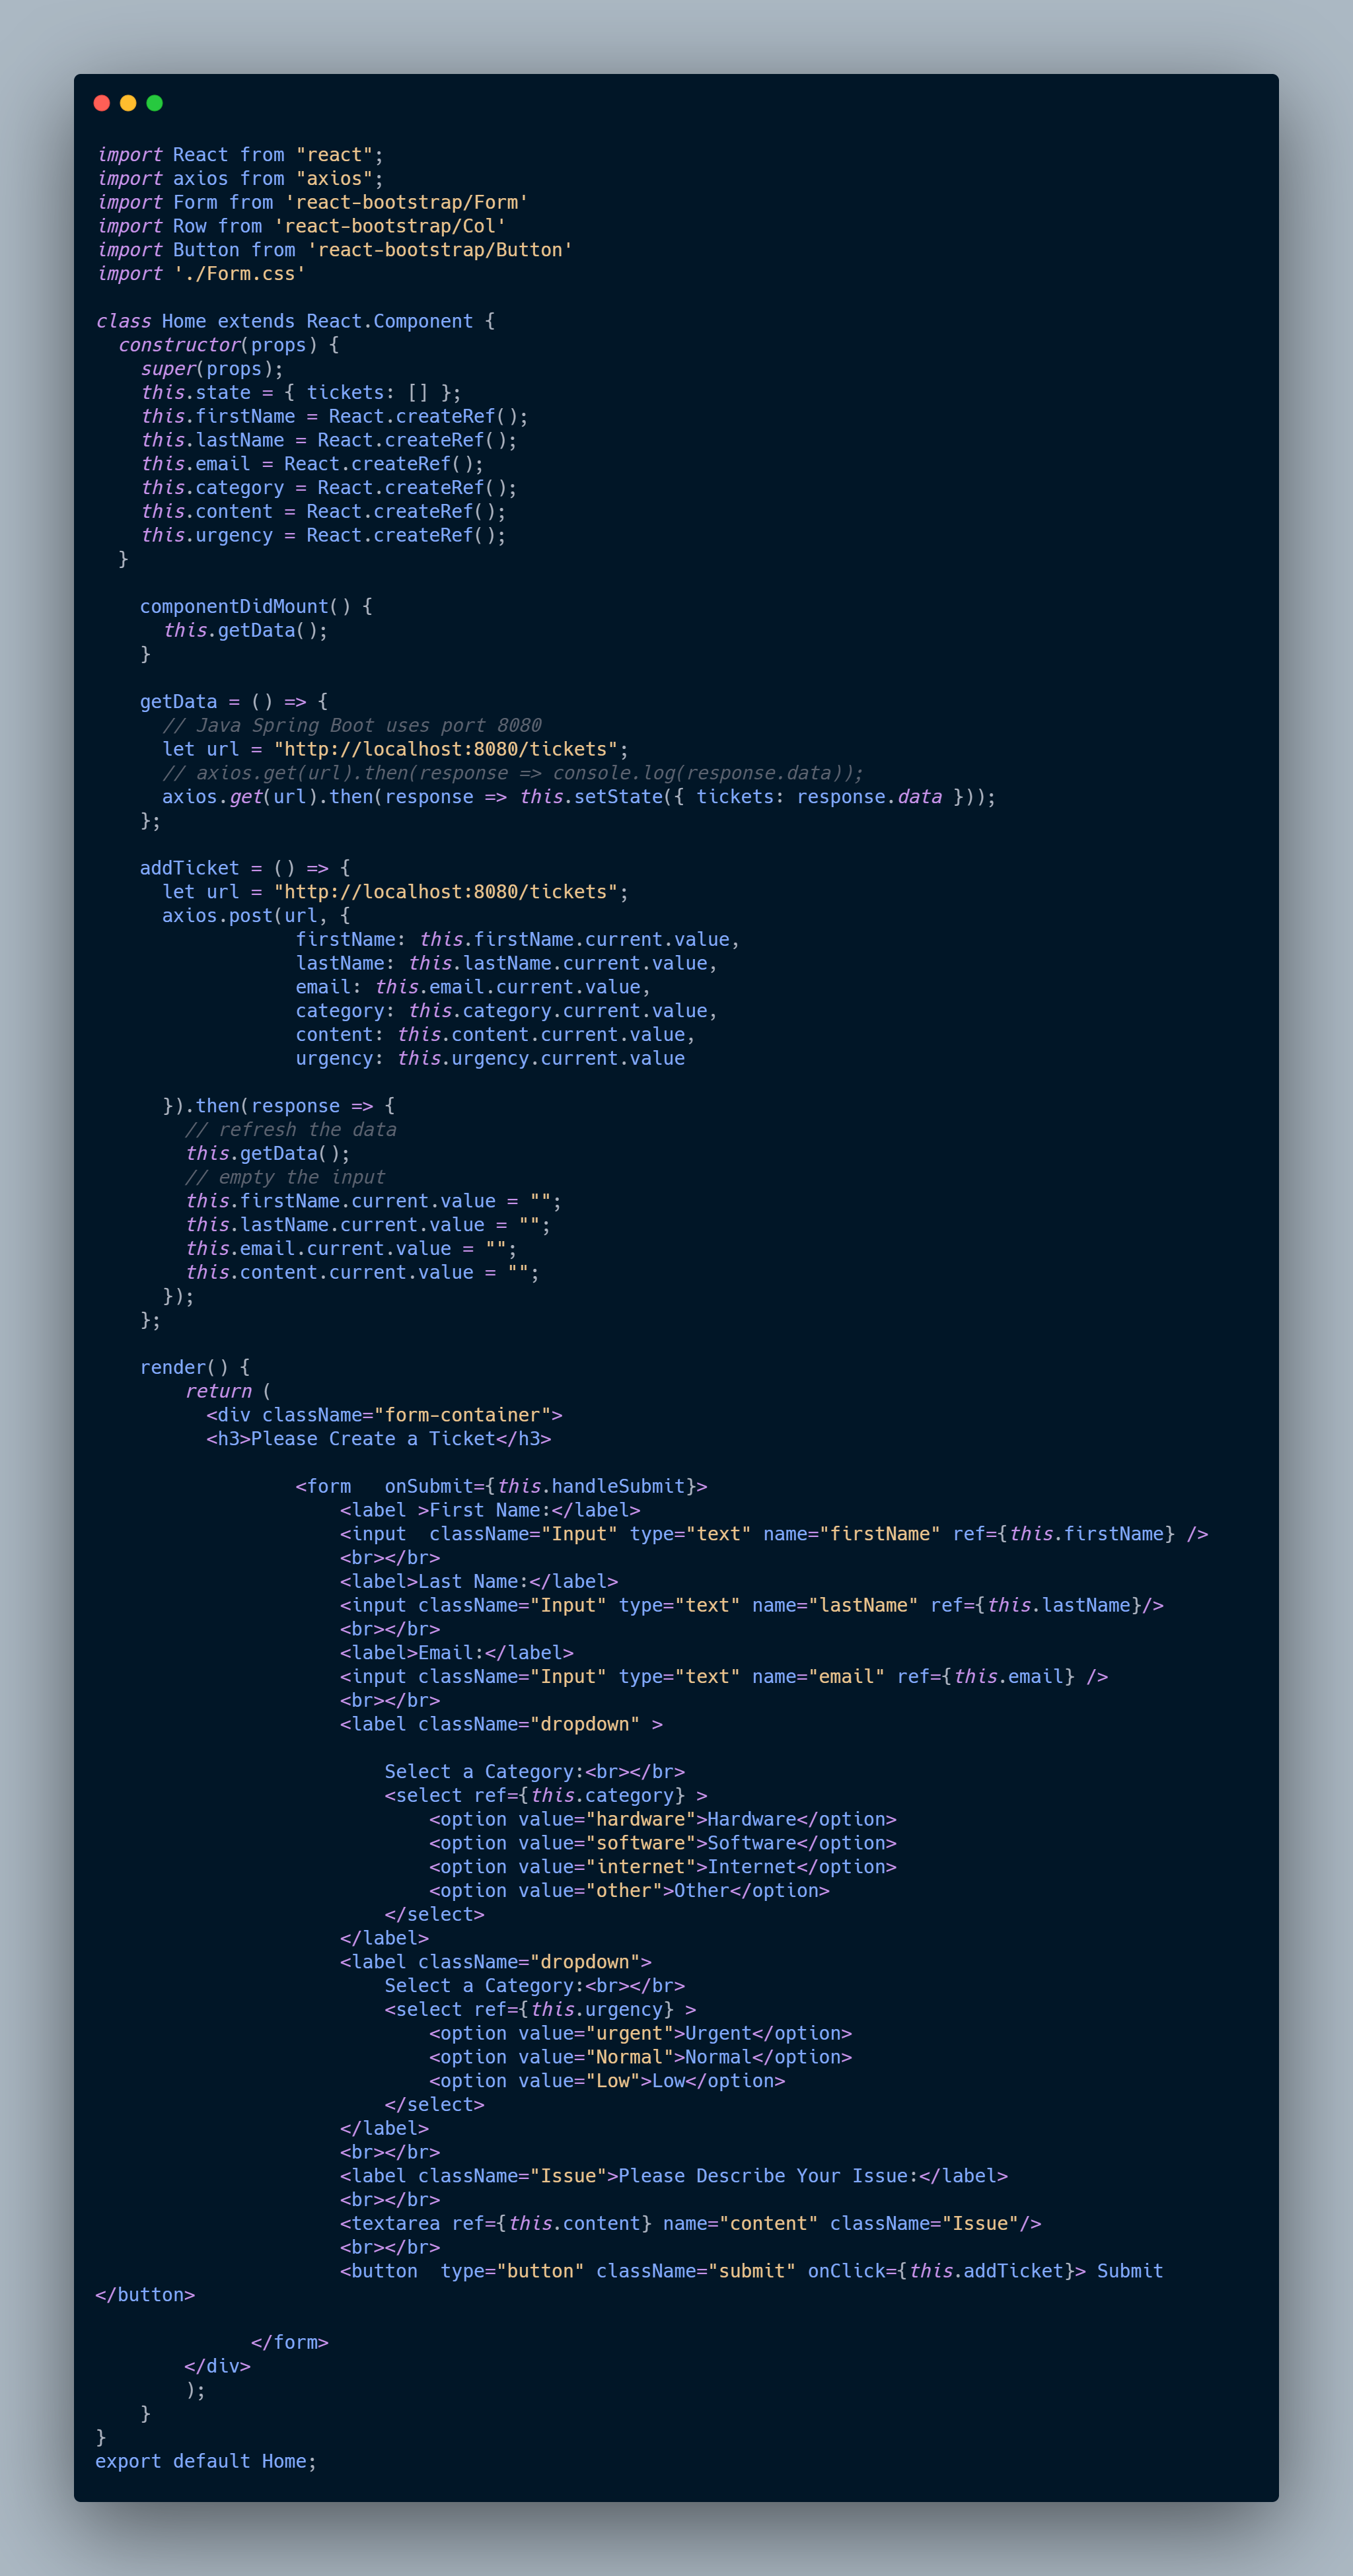 import React from "react";
import axios from "axios";
import Form from 'react-bootstrap/Form'
import Row from 'react-bootstrap/Col'
import Button from 'react-bootstrap/Button'
import './Form.css'

class Home extends React.Component {
  constructor(props) {
    super(props);
    this.state = { tickets: [] };
    this.firstName = React.createRef();
    this.lastName = React.createRef();
    this.email = React.createRef();
    this.category = React.createRef();
    this.content = React.createRef();
    this.urgency = React.createRef();
  }

    componentDidMount() {
      this.getData();
    }

    getData = () => {
      // Java Spring Boot uses port 8080
      let url = "http://localhost:8080/tickets";
      // axios.get(url).then(response => console.log(response.data));
      axios.get(url).then(response => this.setState({ tickets: response.data }));
    };

    addTicket = () => {
      let url = "http://localhost:8080/tickets";
      axios.post(url, {
                  firstName: this.firstName.current.value,
                  lastName: this.lastName.current.value,
                  email: this.email.current.value,
                  category: this.category.current.value,
                  content: this.content.current.value,
                  urgency: this.urgency.current.value

      }).then(response => {
        // refresh the data
        this.getData();
        // empty the input
        this.firstName.current.value = "";
        this.lastName.current.value = "";
        this.email.current.value = "";
        this.content.current.value = "";
      });
    };

    render() {
        return (
          <div className="form-container">
          <h3>Please Create a Ticket</h3>

                  <form   onSubmit={this.handleSubmit}>
                      <label >First Name:</label>
                      <input  className="Input" type="text" name="firstName" ref={this.firstName} />
                      <br></br>
                      <label>Last Name:</label>
                      <input className="Input" type="text" name="lastName" ref={this.lastName}/>
                      <br></br>
                      <label>Email:</label>
                      <input className="Input" type="text" name="email" ref={this.email} />
                      <br></br>
                      <label className="dropdown" >

                          Select a Category:<br></br>
                          <select ref={this.category} >
                              <option value="hardware">Hardware</option>
                              <option value="software">Software</option>
                              <option value="internet">Internet</option>
                              <option value="other">Other</option>
                          </select>
                      </label>
                      <label className="dropdown">
                          Select a Category:<br></br>
                          <select ref={this.urgency} >
                              <option value="urgent">Urgent</option>
                              <option value="Normal">Normal</option>
                              <option value="Low">Low</option>
                          </select>
                      </label>
                      <br></br>
                      <label className="Issue">Please Describe Your Issue:</label>
                      <br></br>
                      <textarea ref={this.content} name="content" className="Issue"/>
                      <br></br>
                      <button  type="button" className="submit" onClick={this.addTicket}> Submit
</button>

              </form>
        </div>
        );
    }
}
export default Home;